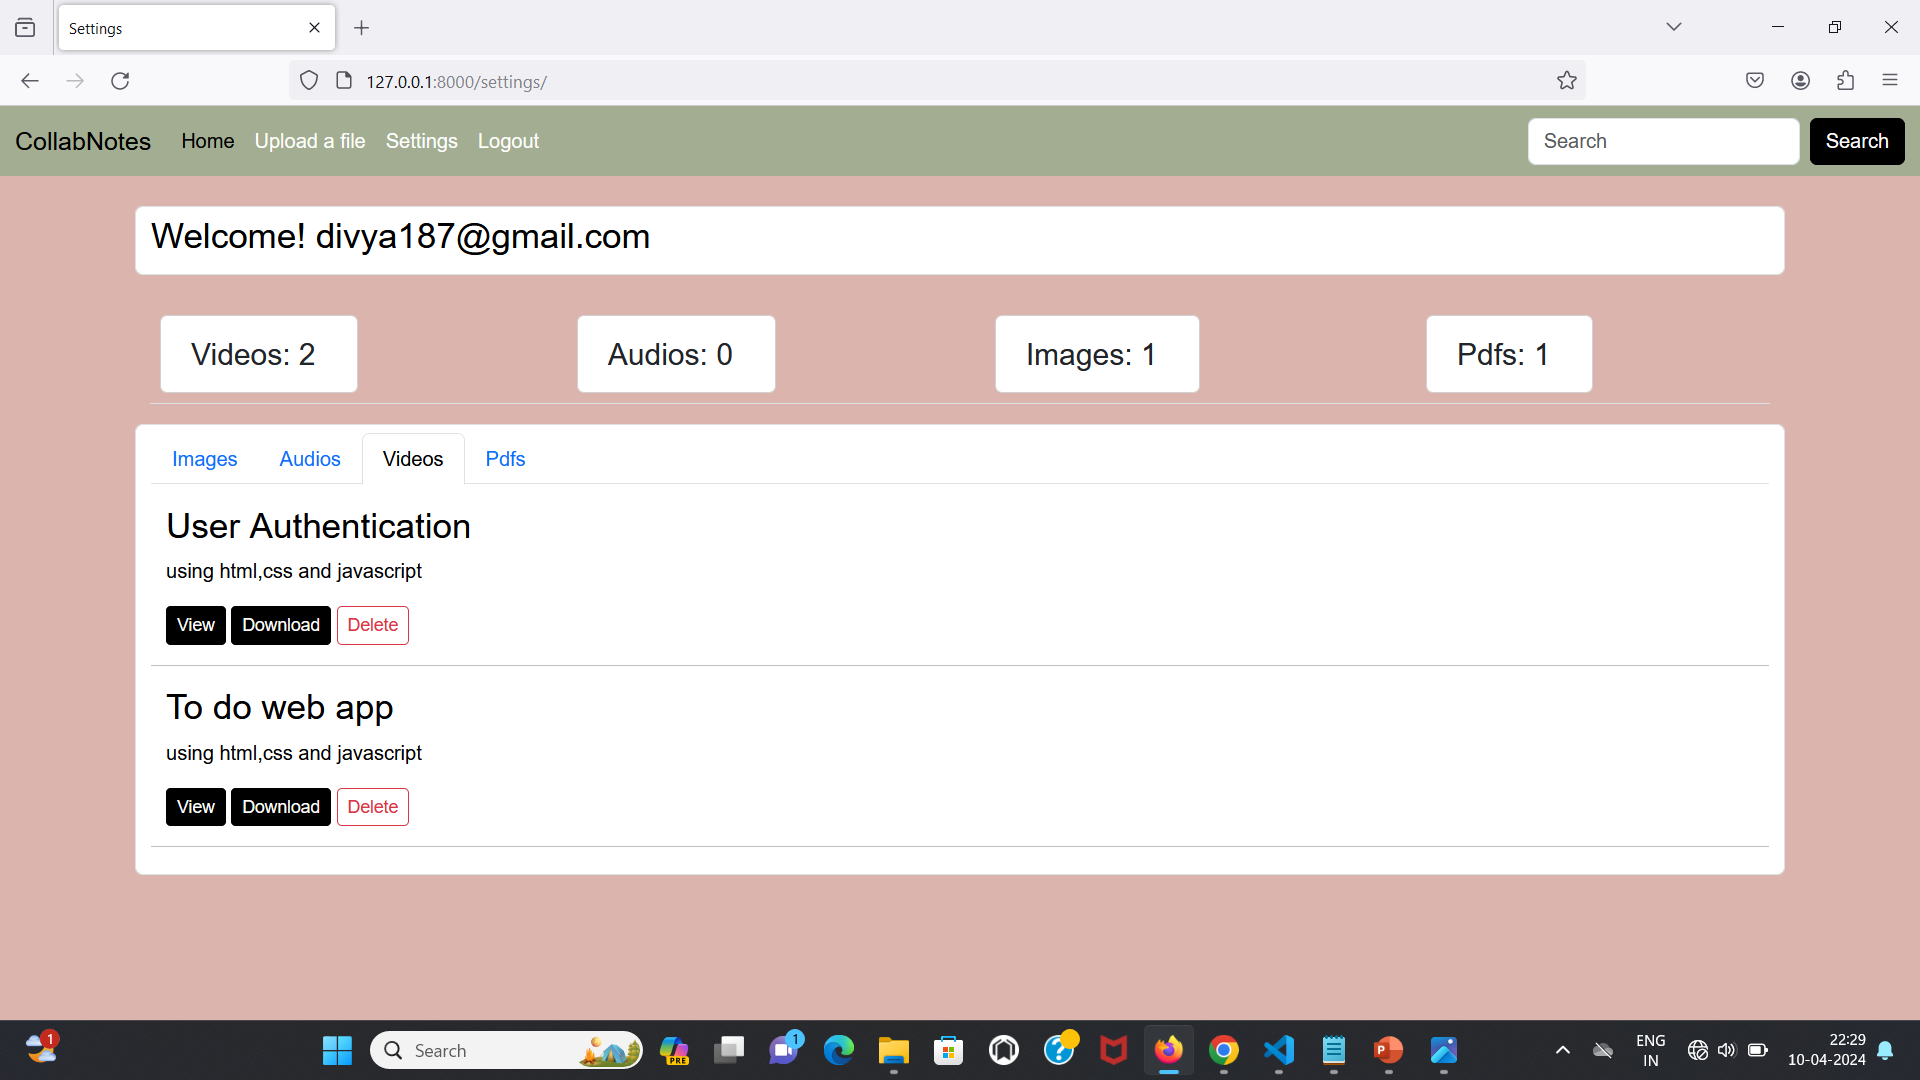 Settings
127.0.0.1:8000/settings/
CollabNotes Home Upload a file Settings Logout Search Search
Welcome! divya187@gmail.com
Videos: 2 Audios: 0 Images: 1 Pdfs: 1
Images Audios Videos Pdfs
User Authentication
using html,css and javascript
View Download Delete
To do web app
using html,css and javascript
View Download Delete
1 Search PRE 1 P ENG 22:29
IN 10-04-2024